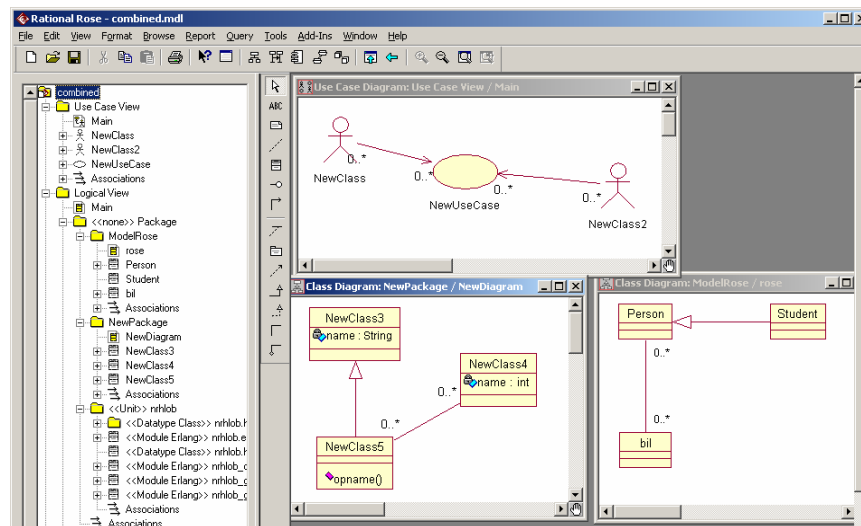 Rational Rose - combined.mdl
File Edit View Format Browse Report Query Tools Add-Ins Window Help
combined
Use Case View
Main
NewClass
NewClass2
NewUseCase
Associations
Logical View
Main
<<none>> Package
ModelRose
rose
Person
Student
bil
Associations
NewPackage
NewDiagram
NewClass3
NewClass4
NewClass5
Associations
<<Unit>> nrhlob
<<Datatype Class>> nrhlob.h
<<Module Erlang>> nrhlob.e
<<Datatype Class>> nrhlob.h
<<Module Erlang>> nrhlob_c
<<Module Erlang>> nrhlob_g
<<Module Erlang>> nrhlob_g
Associations
Associations
ABC
Use Case Diagram: Use Case View / Main
NewClass
0..*
0..*
NewUseCase
0..*
0..*
NewClass2
Class Diagram: NewPackage / NewDiagram
NewClass3
name : String
NewClass4
name : int
0..*
0..*
NewClass5
opname()
Class Diagram: ModelRose / rose
Person
Student
0..*
0..*
bil